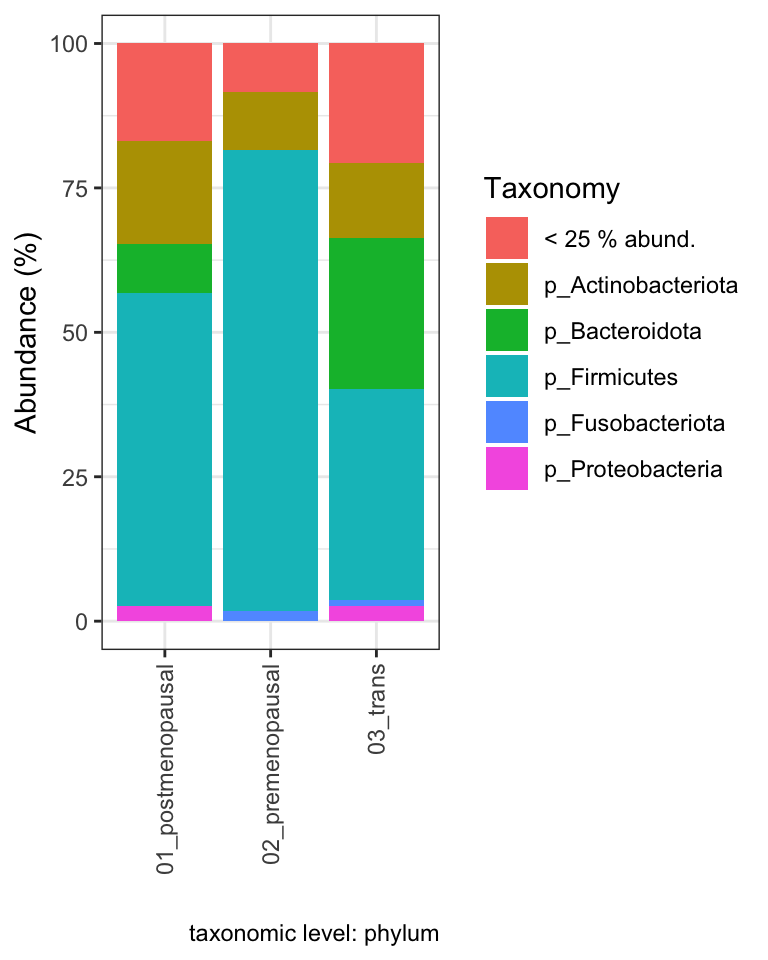 Abundance (%)
100
75
50
25
0
01_postmenopausal
02_premenopausal
03_trans
Taxonomy
< 25 % abund.
p_Actinobacteriota
p_Bacteroidota
p_Firmicutes
p_Fusobacteriota
p_Proteobacteria
taxonomic level: phylum